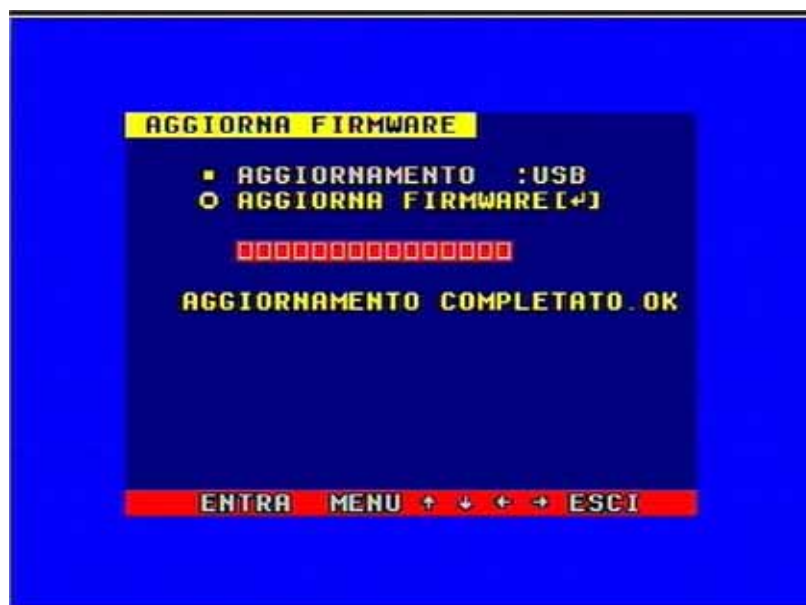 AGGIORNA FIRMWARE
▪ AGGIORNAMENTO :USB
O AGGIORNA FIRMWARE[↵]
AGGIORNAMENTO COMPLETATO.OK
ENTRA MENU ↑ ↓ ← → ESCI